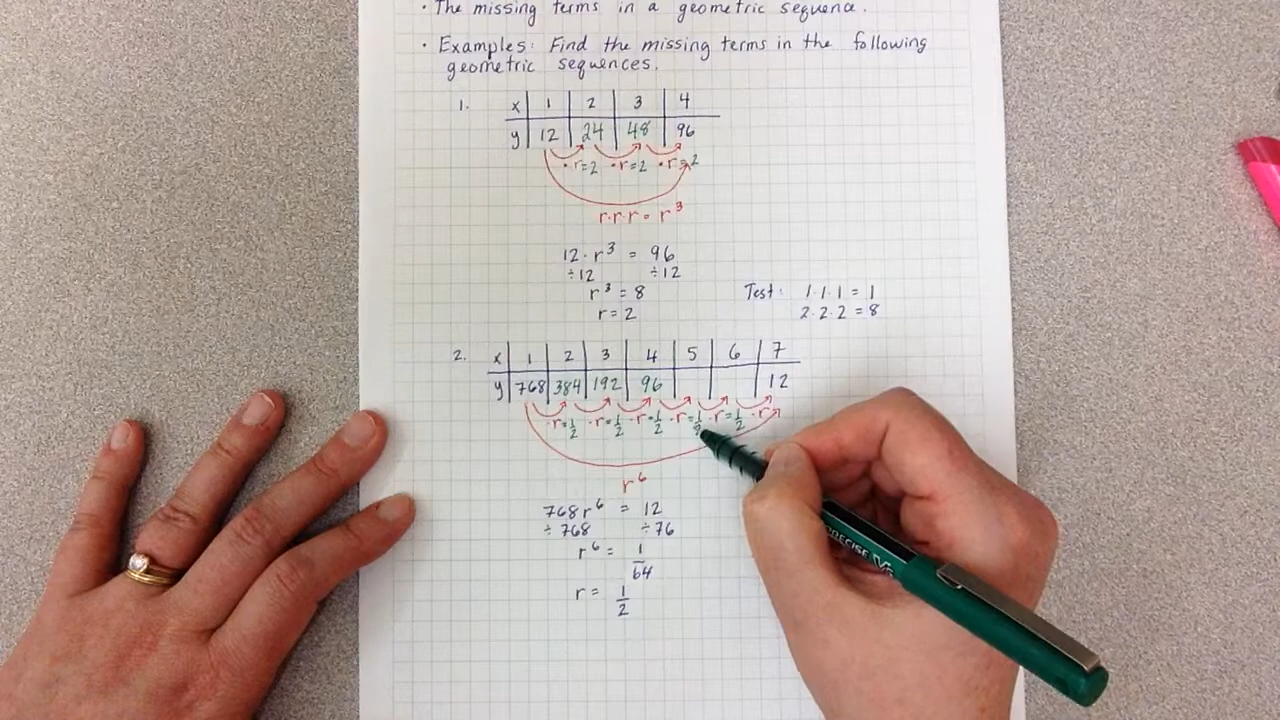 • The missing terms in a geometric sequence.
• Examples: Find the missing terms in the following
geometric sequences.
1. x 1 2 3 4
y 12 24 48 96
·r=2 ·r=2 ·r=2
r·r·r = r³
12·r³ = 96
÷12 ÷12
r³ = 8
r = 2
Test: 1·1·1 = 1
2·2·2 = 8
2. x 1 2 3 4 5 6 7
y 768 384 192 96 12
·r=1/2 ·r=1/2 ·r=1/2 ·r=1/2 ·r=1/2 ·r
r⁶
768r⁶ = 12
÷768 ÷76
r⁶ = 1/64
r = 1/2
PRECISE V5